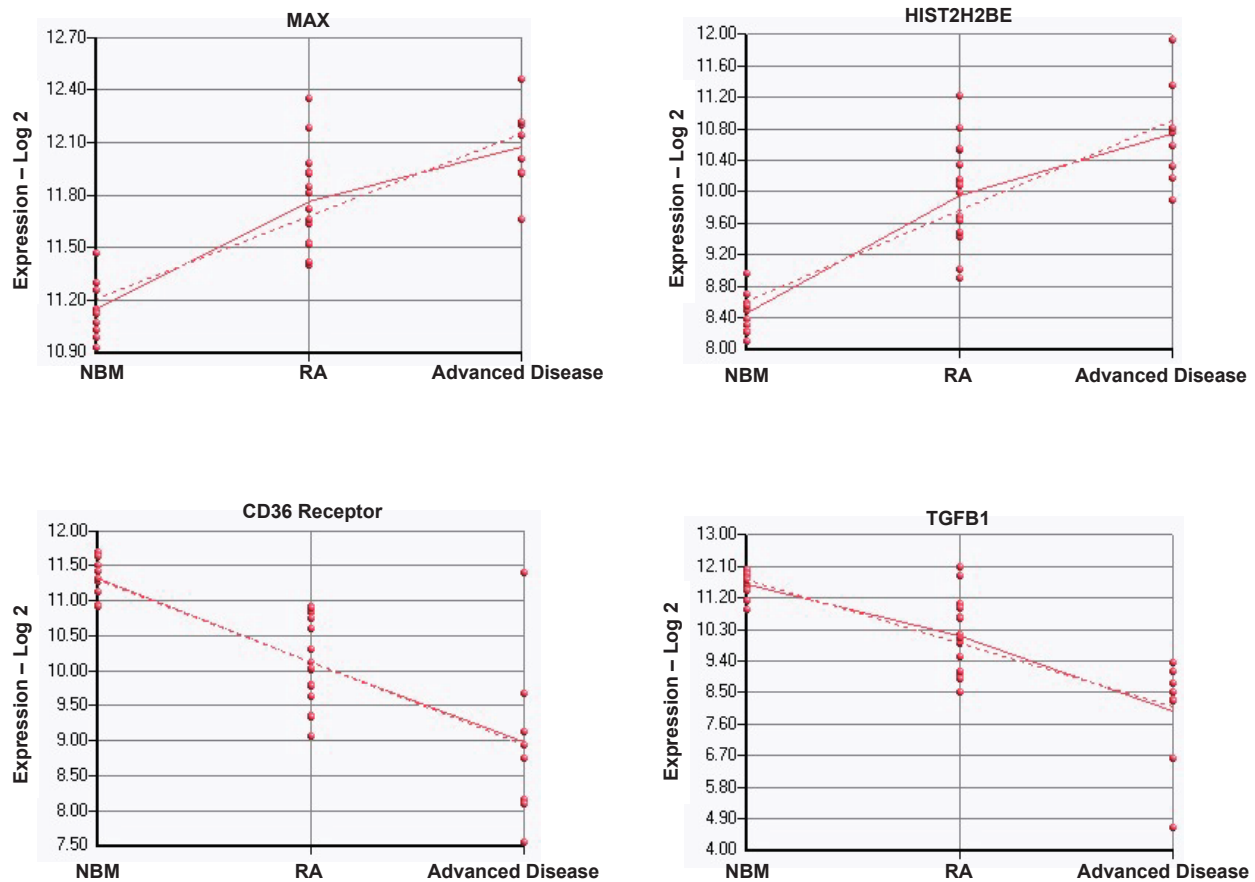 MAX
Expression – Log 2
12.70
12.40
12.10
11.80
11.50
11.20
10.90
NBM
RA
Advanced Disease
HIST2H2BE
Expression – Log 2
12.00
11.60
11.20
10.80
10.40
10.00
9.60
9.20
8.80
8.40
8.00
NBM
RA
Advanced Disease
CD36 Receptor
Expression – Log 2
12.00
11.50
11.00
10.50
10.00
9.50
9.00
8.50
8.00
7.50
NBM
RA
Advanced Disease
TGFB1
Expression – Log 2
13.00
12.10
11.20
10.30
9.40
8.50
7.60
6.70
5.80
4.90
4.00
NBM
RA
Advanced Disease